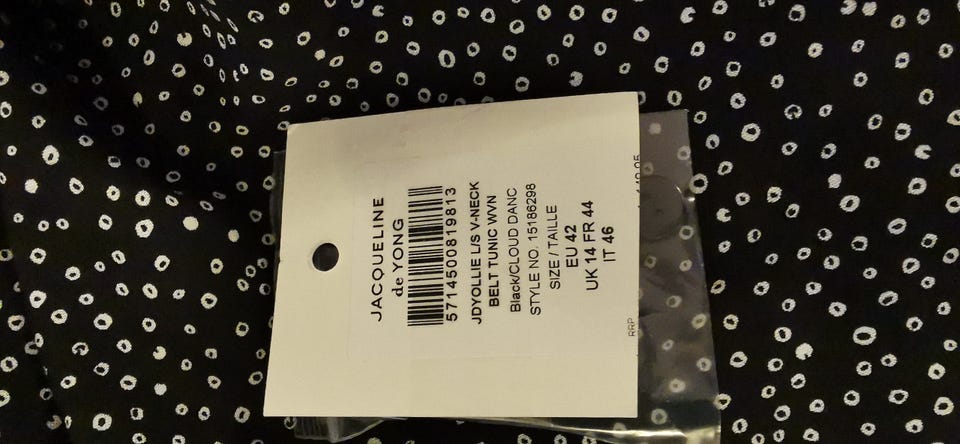 JACQUELINE
de YONG
5714500819813
JDYOLLIE L/S V-NECK
BELT TUNIC WVN
Black/CLOUD DANC
STYLE NO. 15186298
SIZE / TAILLE
EU 42
UK 14 FR 44
IT 46
RRP